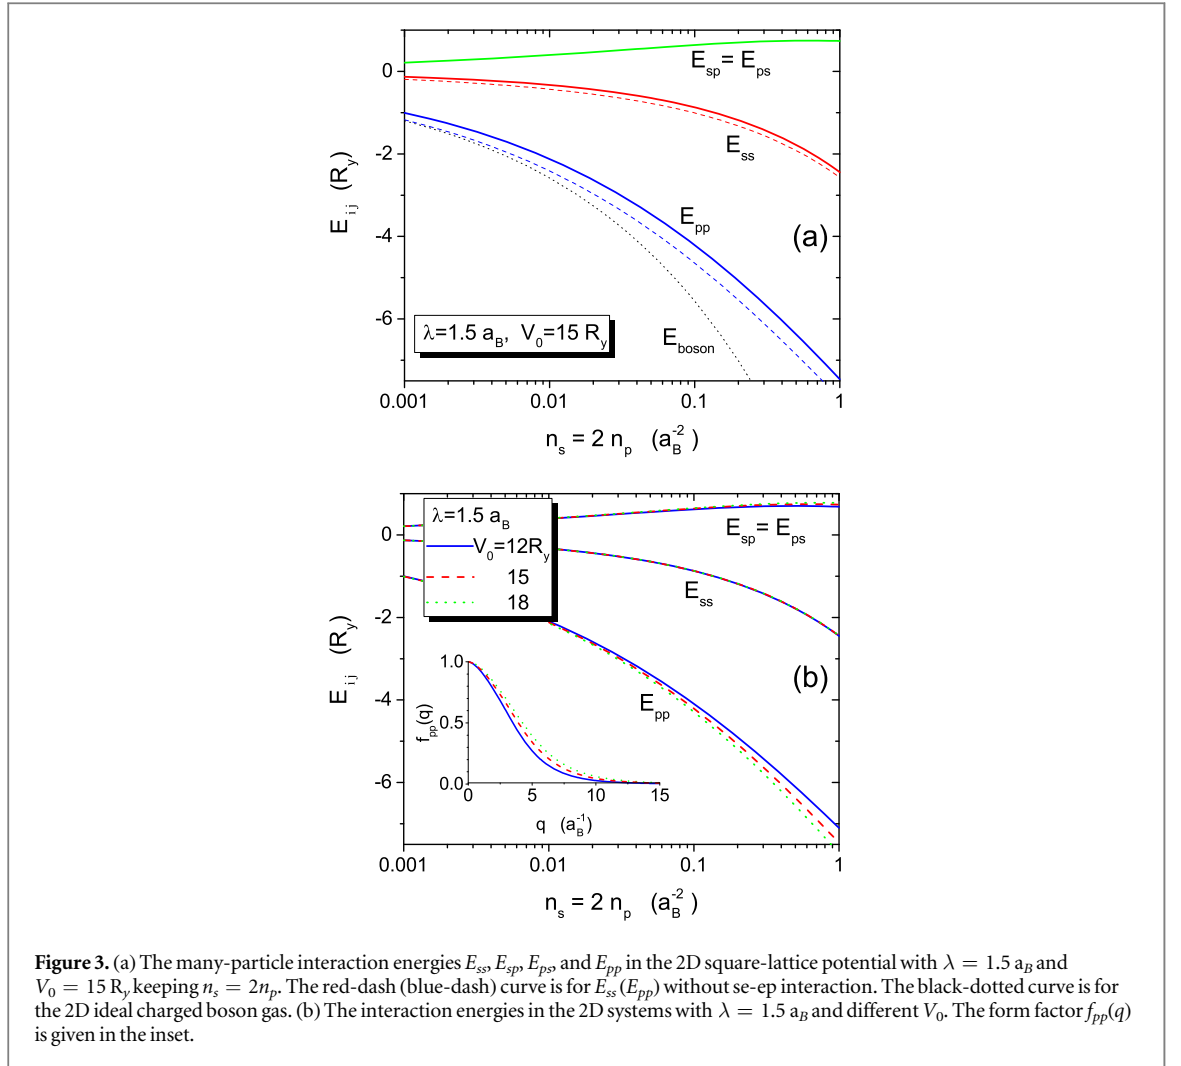 0
-2
-4
-6
E_ij (R_y)
E_sp = E_ps
E_ss
E_pp
(a)
E_boson
λ=1.5 a_B, V_0=15 R_y
0.001 0.01 0.1 1
n_s = 2 n_p (a_B^-2)
0
-2
-4
-6
E_ij (R_y)
λ=1.5 a_B
V_0=12R_y
15
18
E_sp = E_ps
E_ss
(b)
E_pp
1.0
0.5
0.0
f_pp(q)
0 5 10 15
q (a_B^-1)
0.001 0.01 0.1 1
n_s = 2 n_p (a_B^-2)
Figure 3. (a) The many-particle interaction energies E_ss, E_sp, E_ps, and E_pp in the 2D square-lattice potential with λ = 1.5 a_B and
V_0 = 15 R_y keeping n_s = 2n_p. The red-dash (blue-dash) curve is for E_ss (E_pp) without se-ep interaction. The black-dotted curve is for
the 2D ideal charged boson gas. (b) The interaction energies in the 2D systems with λ = 1.5 a_B and different V_0. The form factor f_pp(q)
is given in the inset.